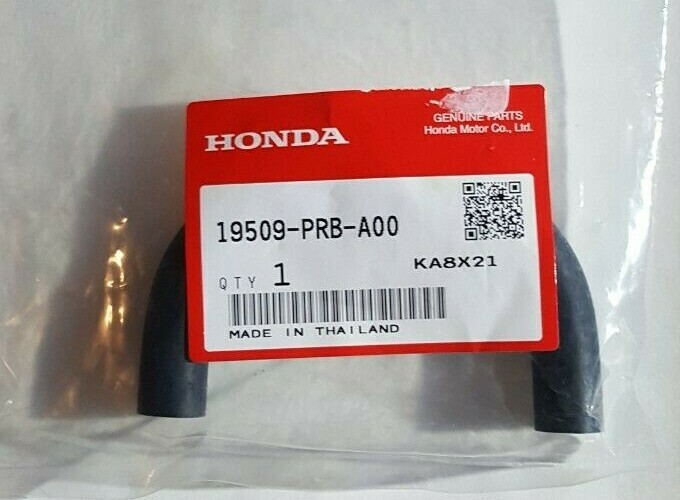 GENUINE PARTS
HONDA
Honda Motor Co., Ltd.
19509-PRB-A00
QTY 1
KA8X21
MADE IN THAILAND